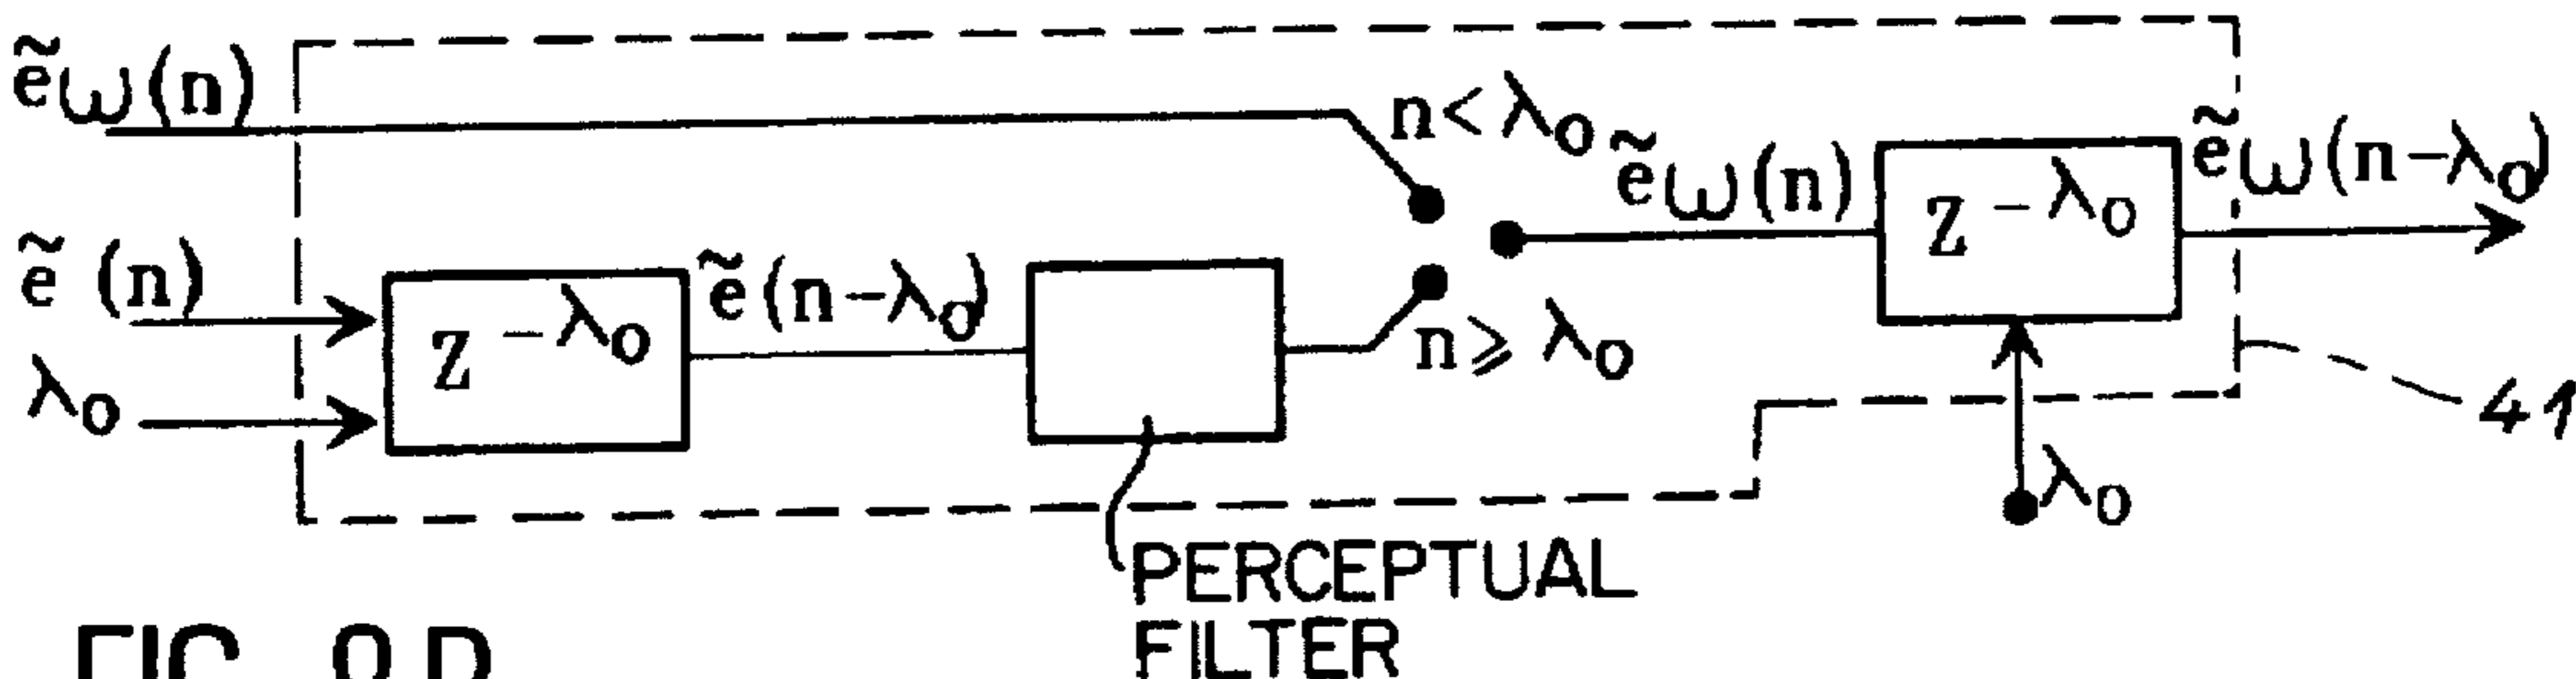 ẽω(n)
n<λ₀
ẽω(n)
z^-λ₀
ẽω(n-λ₀)
ẽ(n)
λ₀
z^-λ₀
ẽ(n-λ₀)
n⩾λ₀
41
λ₀
PERCEPTUAL
FILTER